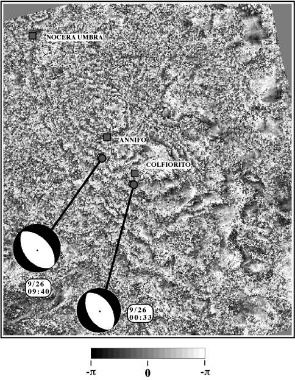 NOCERA UMBRA
ANNIFO
COLFIORITO
9/26
09:40
9/26
00:33
-π 0 -π